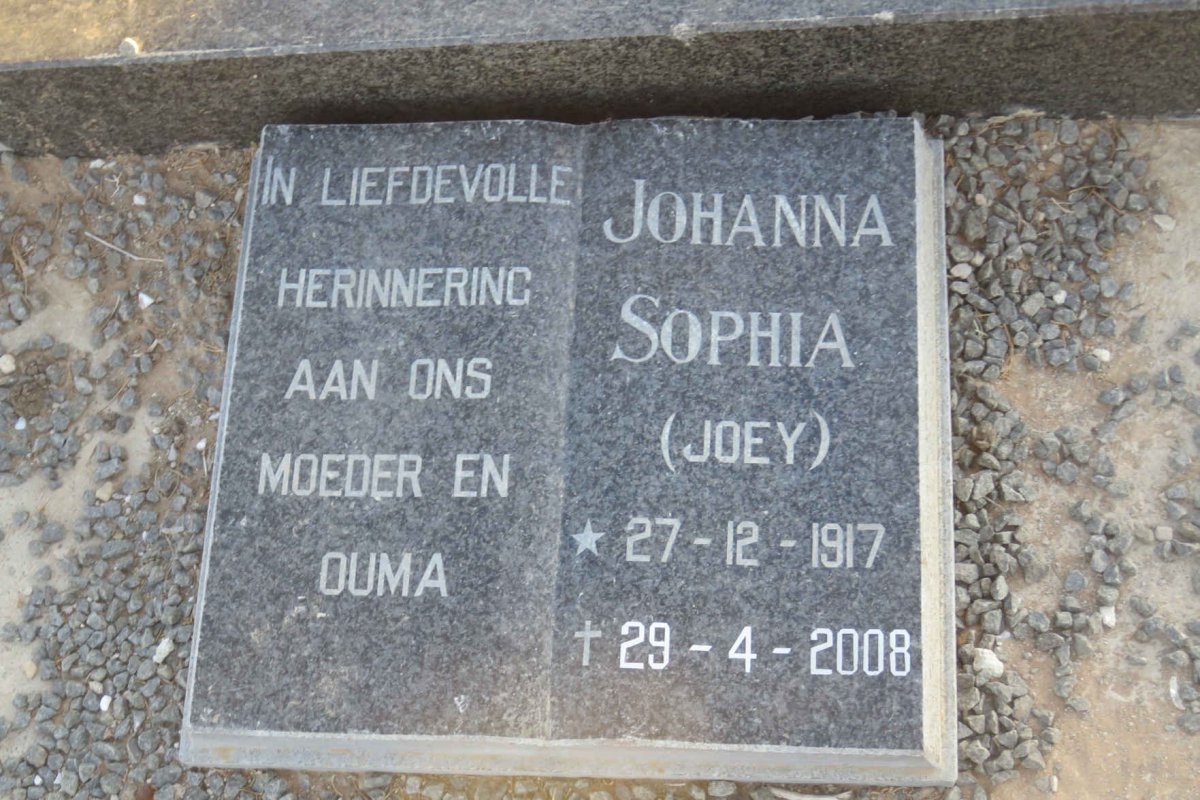 IN LIEFDEVOLLE
HERINNERING
AAN ONS
MOEDER EN
OUMA
JOHANNA
SOPHIA
(JOEY)
★ 27 - 12 - 1917
✝ 29 - 4 - 2008